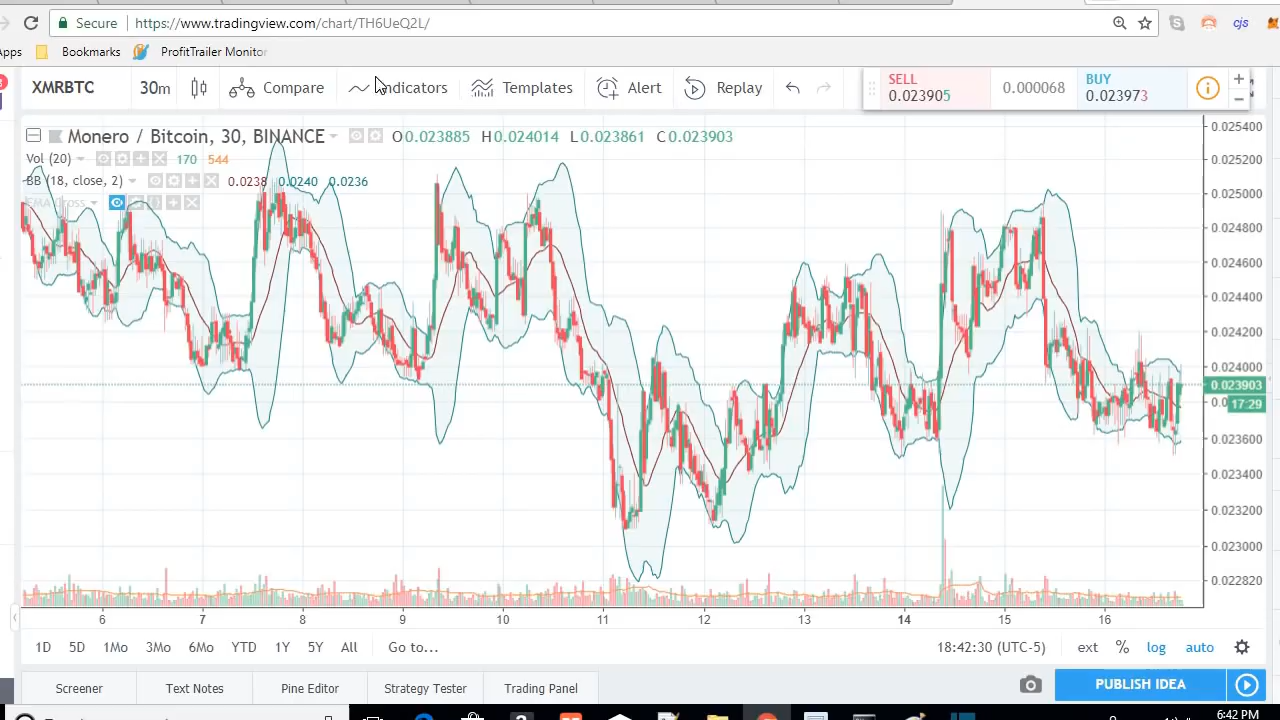 Secure https://www.tradingview.com/chart/TH6UeQ2L/ cjs
Apps Bookmarks ProfitTrailer Monitor
XMRBTC 30m Compare Indicators Templates Alert Replay
SELL 0.023905 0.000068 BUY 0.023973
Monero / Bitcoin, 30, BINANCE O0.023885 H0.024014 L0.023861 C0.023903
Vol (20) 170 544
BB (18, close, 2) 0.0238 0.0240 0.0236
EMA Cross
0.025400
0.025200
0.025000
0.024800
0.024600
0.024400
0.024200
0.024000
0.023903
17:29
0.023600
0.023400
0.023200
0.023000
0.022820
6 7 8 9 10 11 12 13 14 15 16
1D 5D 1Mo 3Mo 6Mo YTD 1Y 5Y All Go to... 18:42:30 (UTC-5) ext % log auto
Screener Text Notes Pine Editor Strategy Tester Trading Panel PUBLISH IDEA
6:42 PM